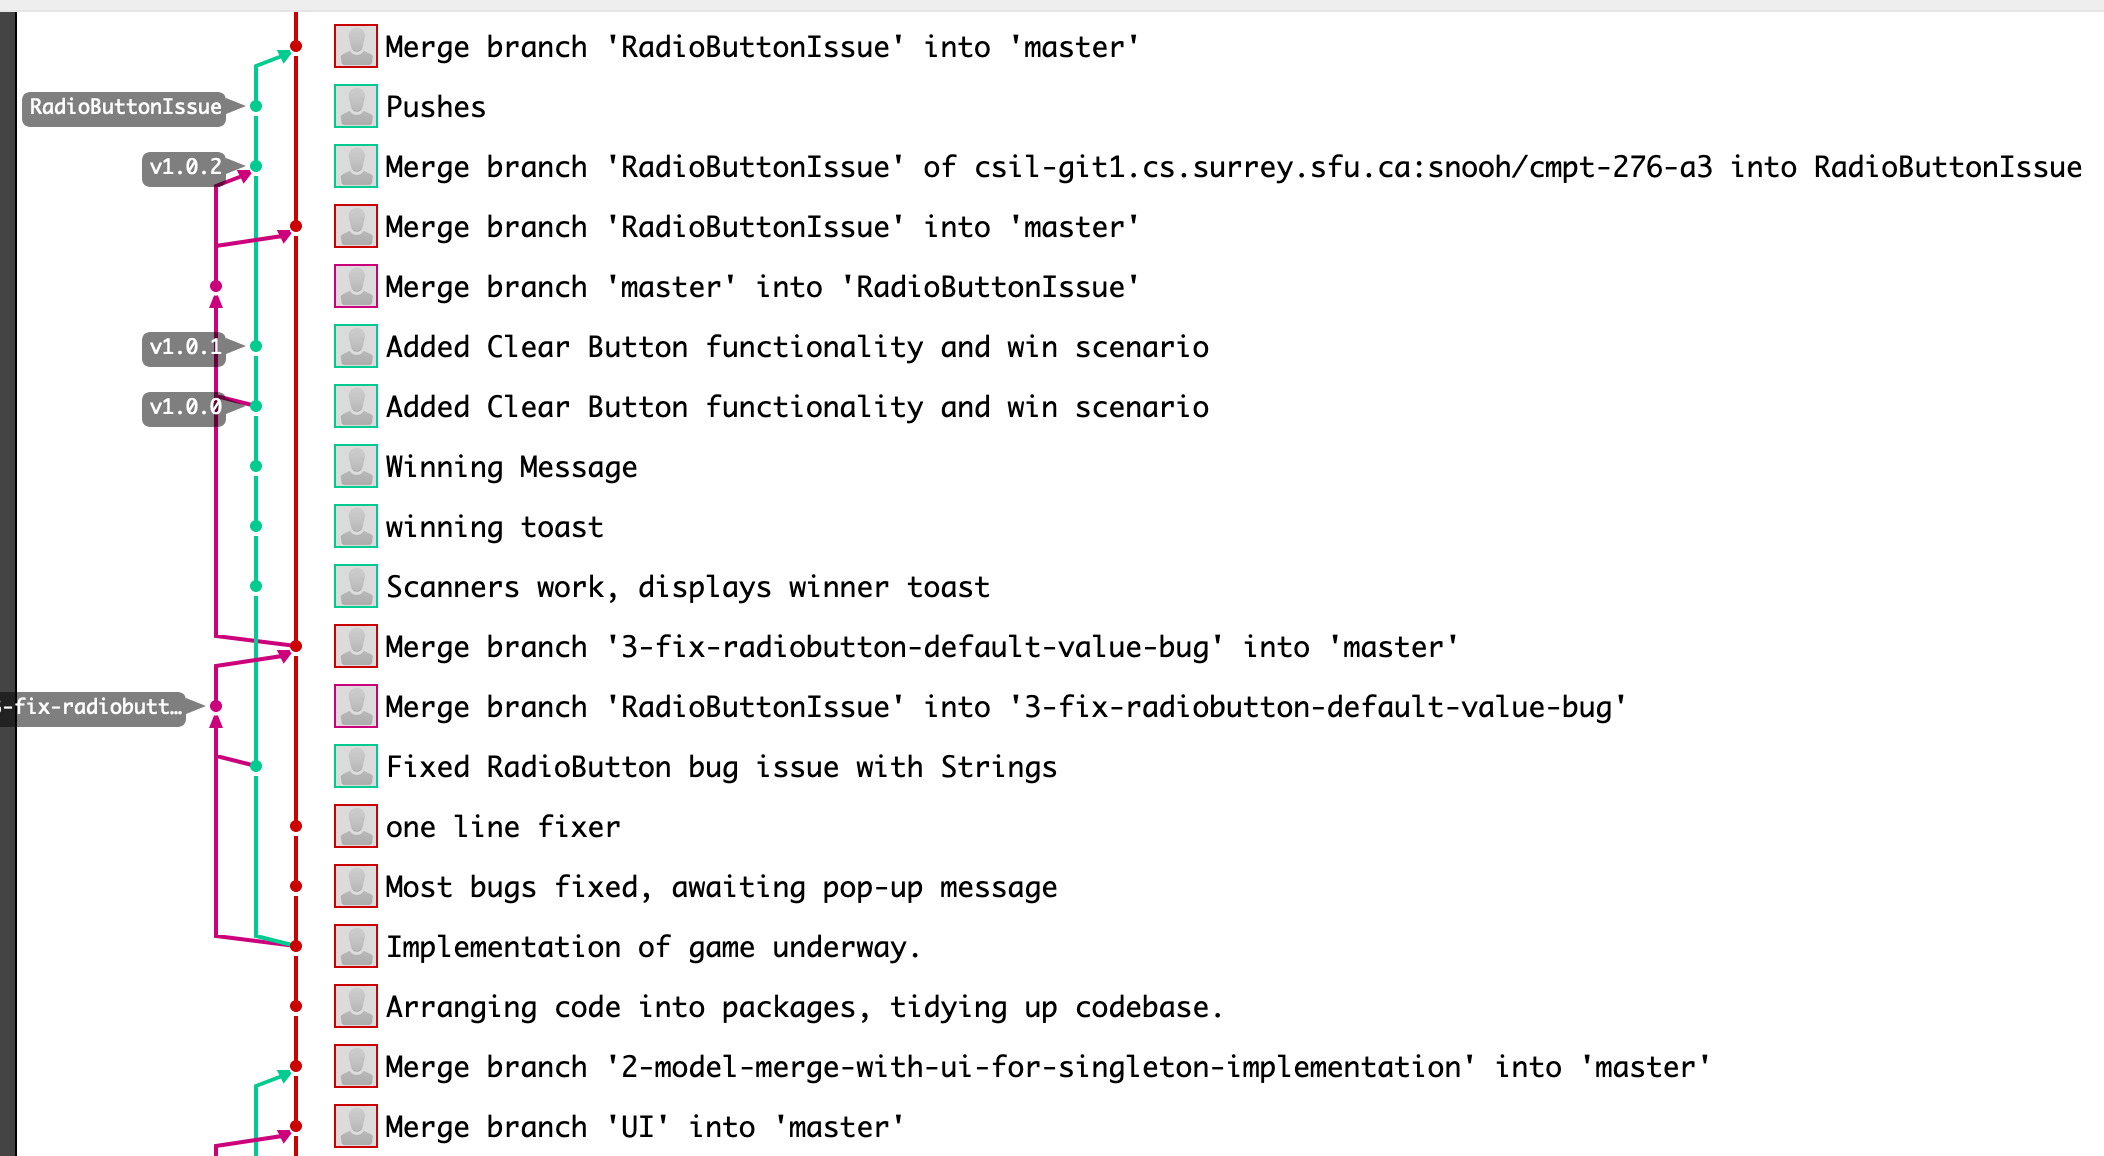 Merge branch 'RadioButtonIssue' into 'master'
RadioButtonIssue Pushes
v1.0.2 Merge branch 'RadioButtonIssue' of csil-git1.cs.surrey.sfu.ca:snooh/cmpt-276-a3 into RadioButtonIssue
Merge branch 'RadioButtonIssue' into 'master'
Merge branch 'master' into 'RadioButtonIssue'
v1.0.1 Added Clear Button functionality and win scenario
v1.0.0 Added Clear Button functionality and win scenario
Winning Message
winning toast
Scanners work, displays winner toast
Merge branch '3-fix-radiobutton-default-value-bug' into 'master'
3-fix-radiobutt… Merge branch 'RadioButtonIssue' into '3-fix-radiobutton-default-value-bug'
Fixed RadioButton bug issue with Strings
one line fixer
Most bugs fixed, awaiting pop-up message
Implementation of game underway.
Arranging code into packages, tidying up codebase.
Merge branch '2-model-merge-with-ui-for-singleton-implementation' into 'master'
Merge branch 'UI' into 'master'